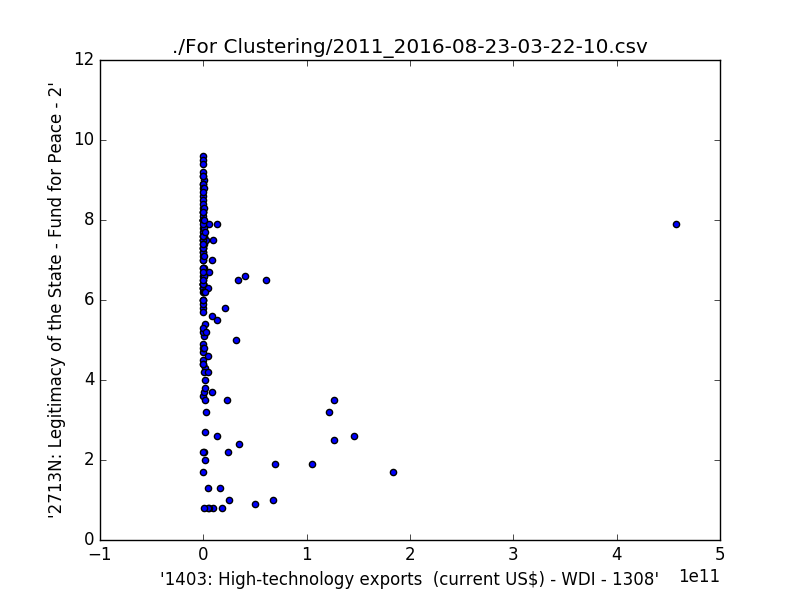 ./For Clustering/2011_2016-08-23-03-22-10.csv
'2713N: Legitimacy of the State - Fund for Peace - 2'
12
10
8
6
4
2
0
−1 0 1 2 3 4 5
1e11
'1403: High-technology exports  (current US$) - WDI - 1308'